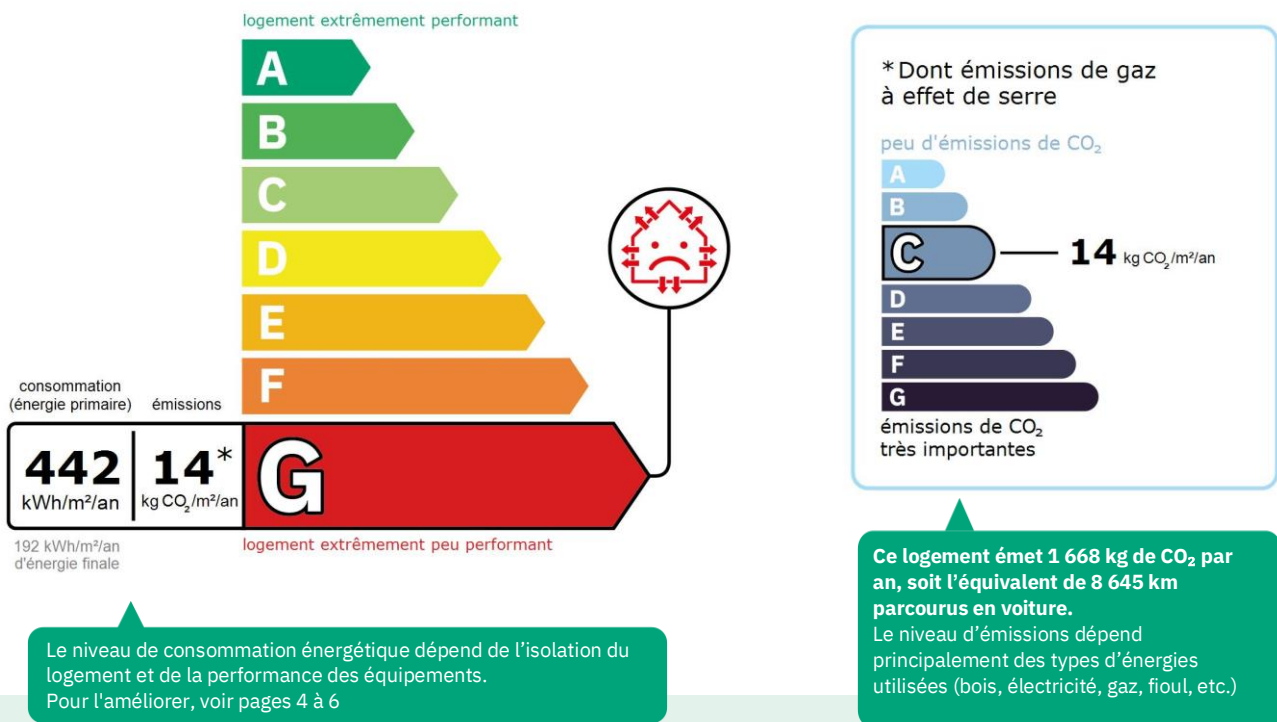 logement extrêmement performant
A
B
C
D
E
F
consommation
(énergie primaire)
émissions
442
kWh/m²/an
14*
kg CO₂/m²/an
G
192 kWh/m²/an
d'énergie finale
logement extrêmement peu performant
Le niveau de consommation énergétique dépend de l'isolation du
logement et de la performance des équipements.
Pour l'améliorer, voir pages 4 à 6
*Dont émissions de gaz
à effet de serre
peu d'émissions de CO₂
A
B
C
14 kg CO₂/m²/an
D
E
F
G
émissions de CO₂
très importantes
Ce logement émet 1 668 kg de CO₂ par
an, soit l'équivalent de 8 645 km
parcourus en voiture.
Le niveau d'émissions dépend
principalement des types d'énergies
utilisées (bois, électricité, gaz, fioul, etc.)